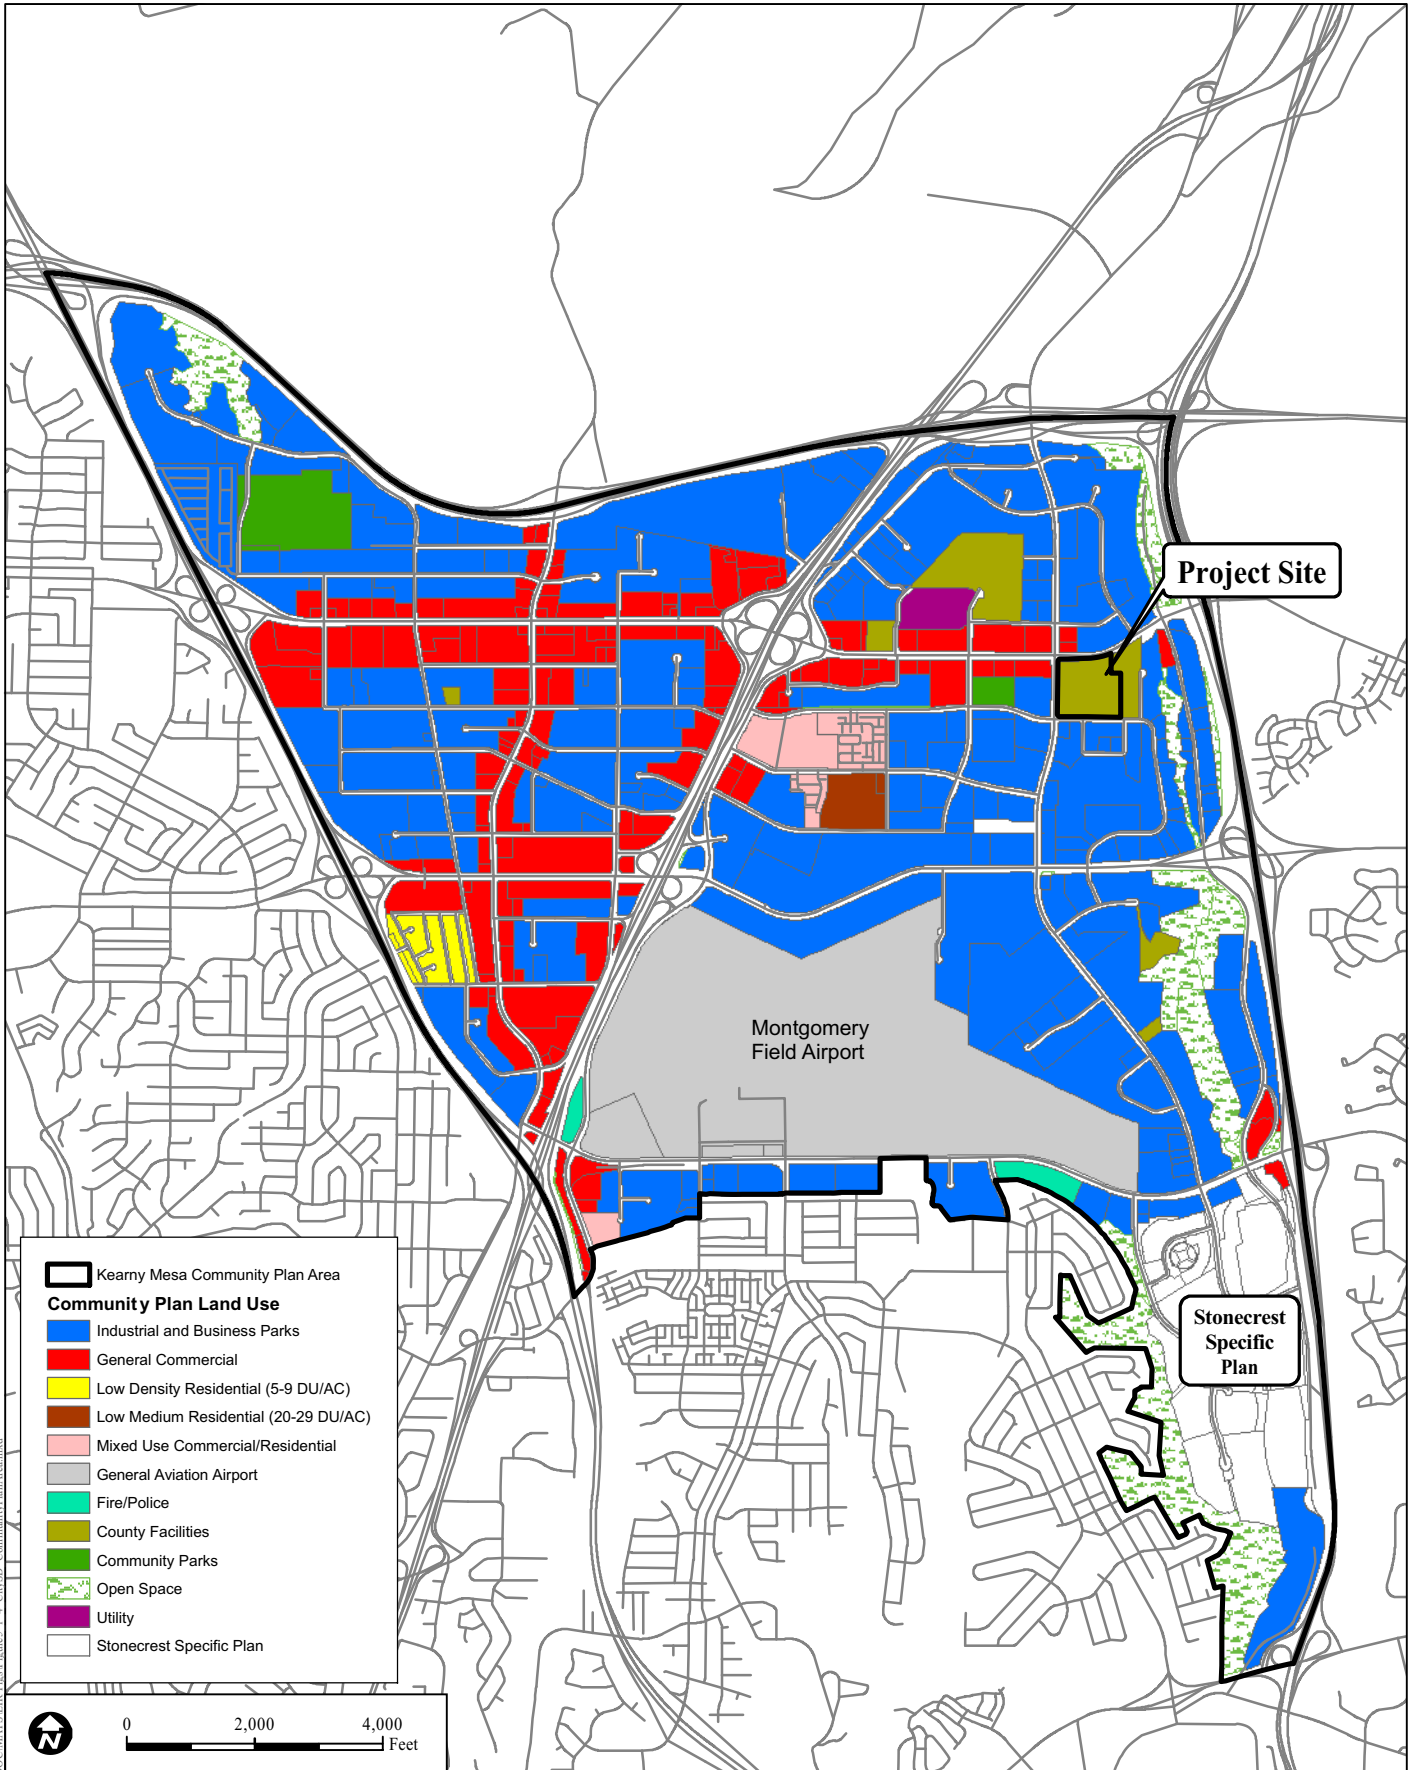 Project Site
Montgomery
Field Airport
Stonecrest
Specific
Plan
Kearny Mesa Community Plan Area
Community Plan Land Use
Industrial and Business Parks
General Commercial
Low Density Residential (5-9 DU/AC)
Low Medium Residential (20-29 DU/AC)
Mixed Use Commercial/Residential
General Aviation Airport
Fire/Police
County Facilities
Community Parks
Open Space
Utility
Stonecrest Specific Plan
N
0 2,000 4,000
Feet